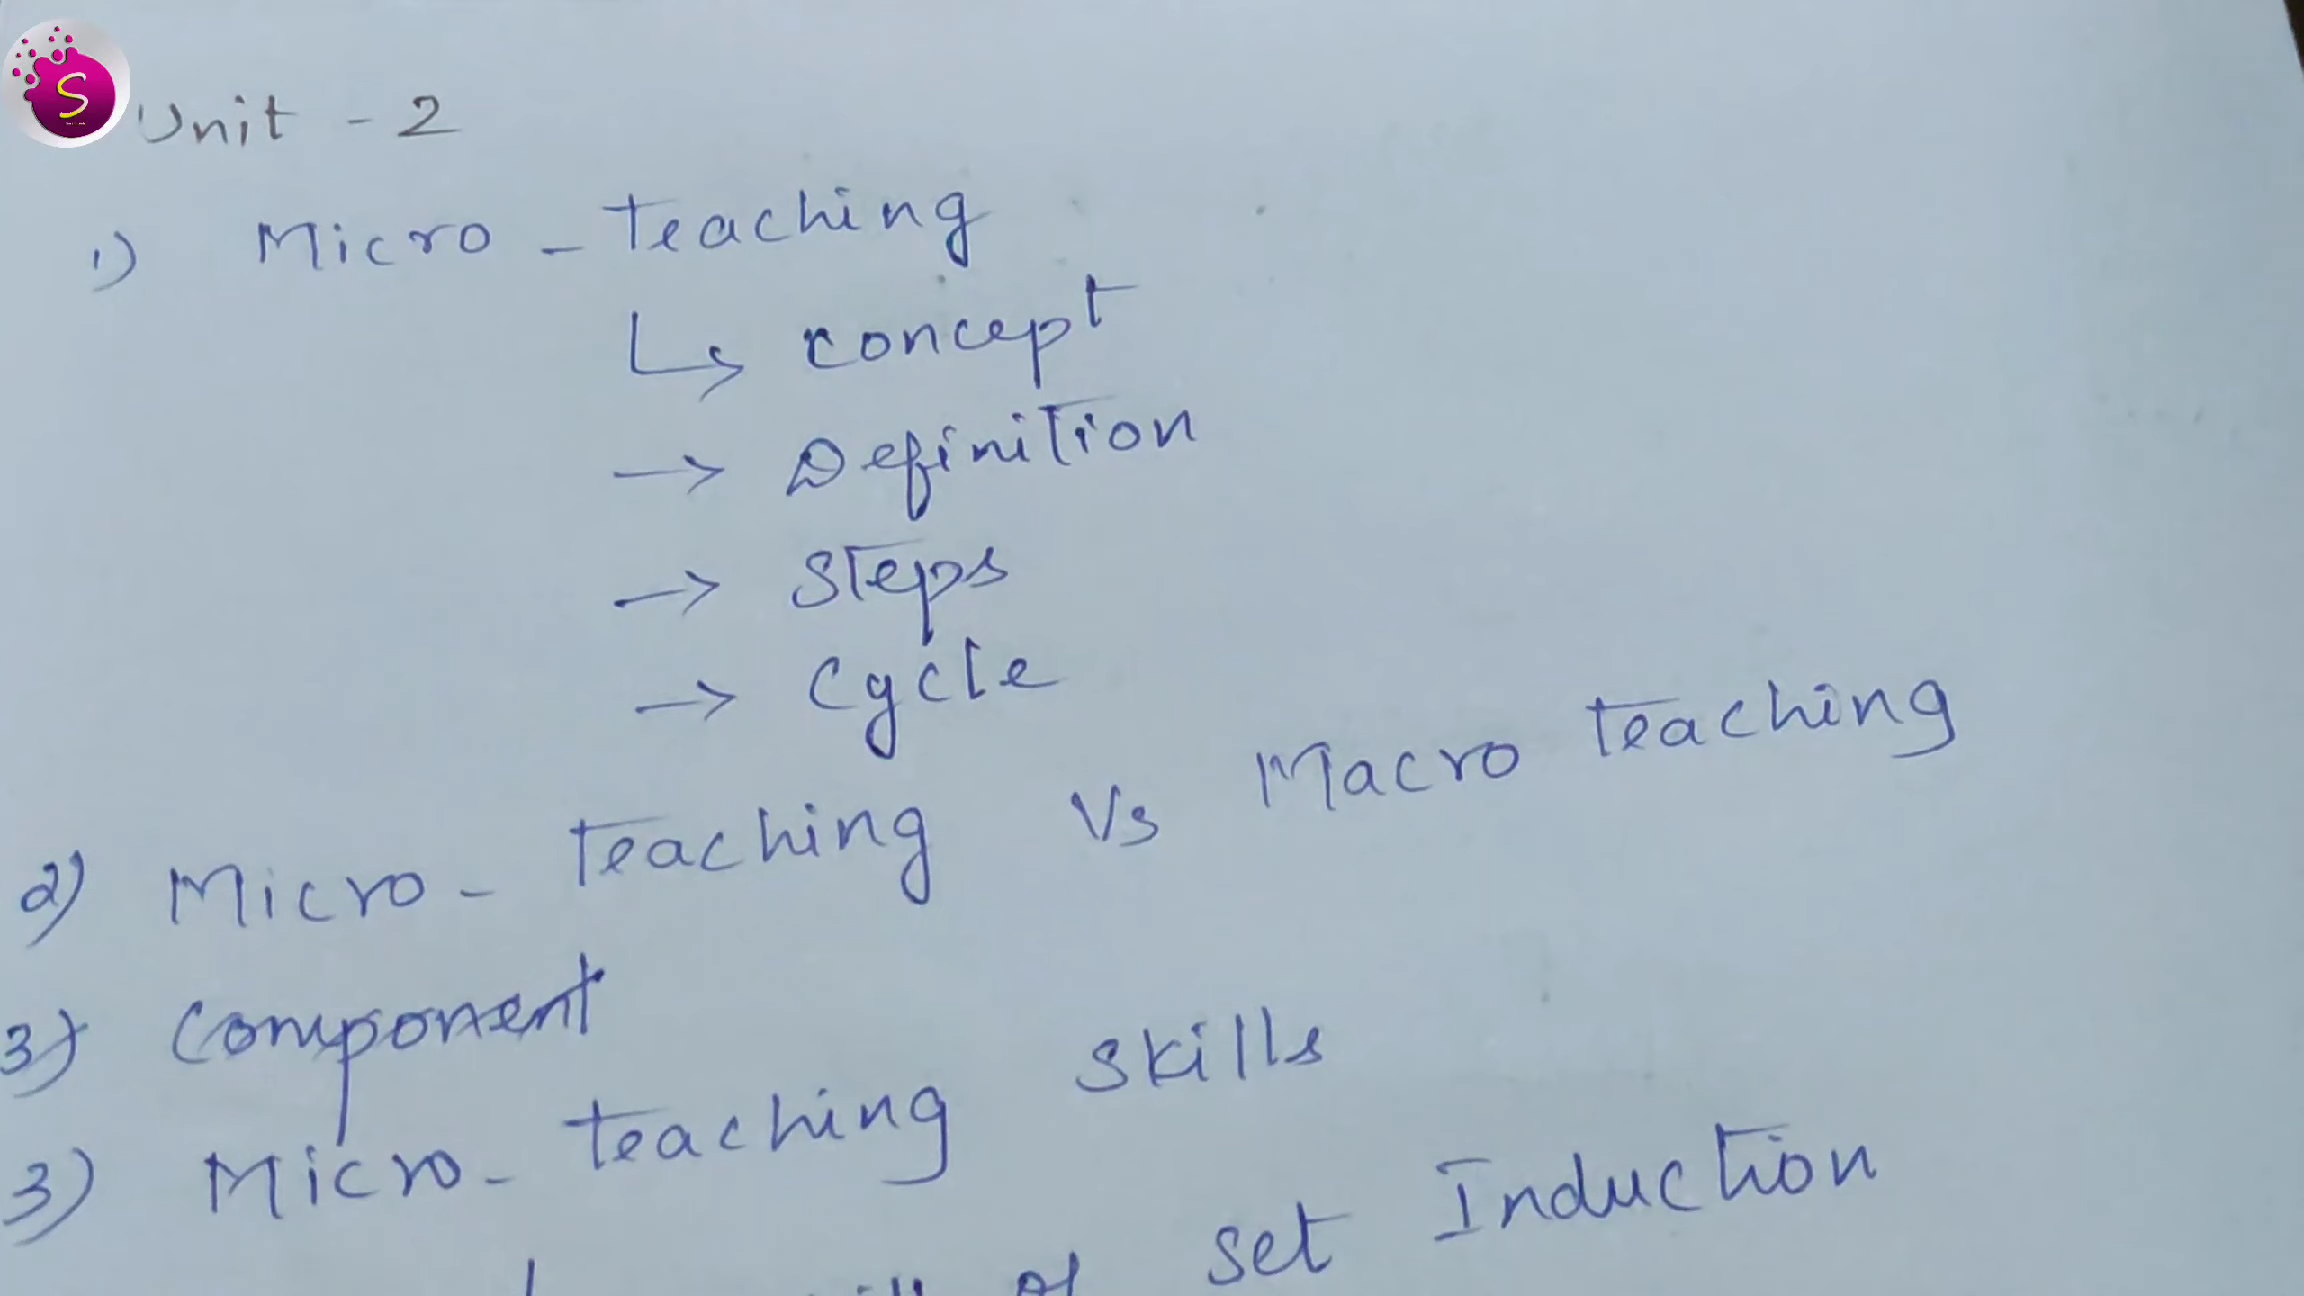 S
Unit - 2
1) Micro - Teaching
↳ concept
→ Definition
→ Steps
→ Cycle
2) Micro - Teaching Vs Macro Teaching
3) Component
3) Micro - Teaching Skills
of set Induction